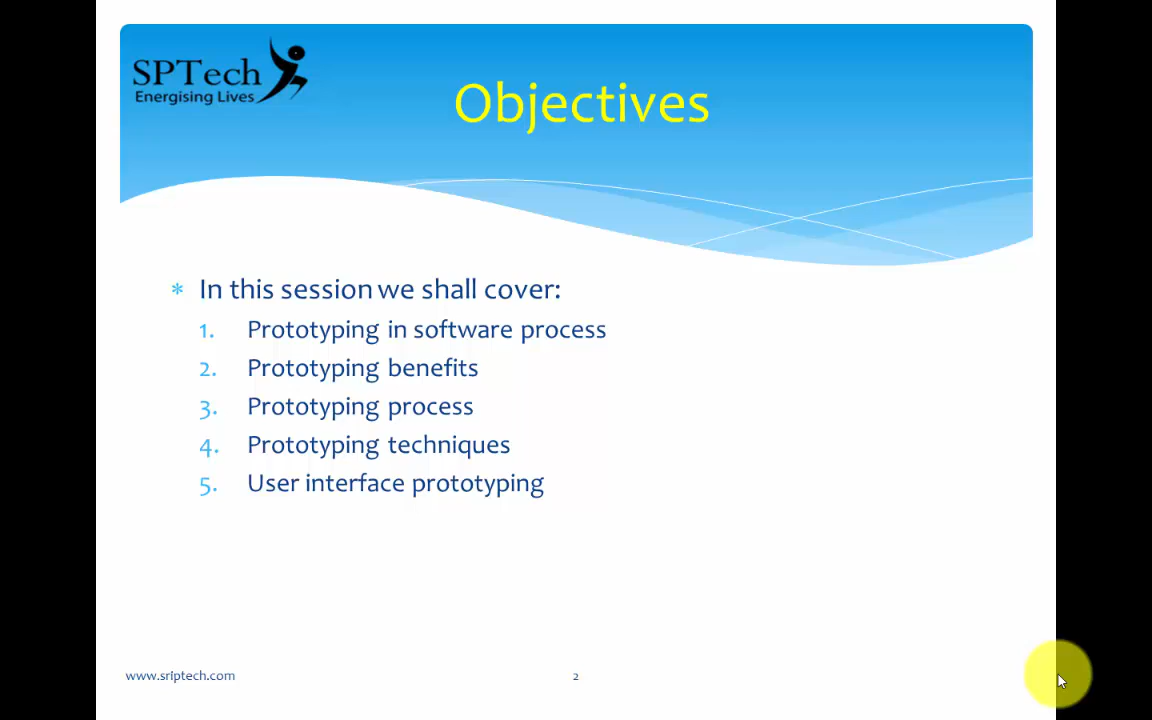 SPTech
Energising Lives
Objectives
* In this session we shall cover:
1. Prototyping in software process
2. Prototyping benefits
3. Prototyping process
4. Prototyping techniques
5. User interface prototyping
www.sriptech.com
2